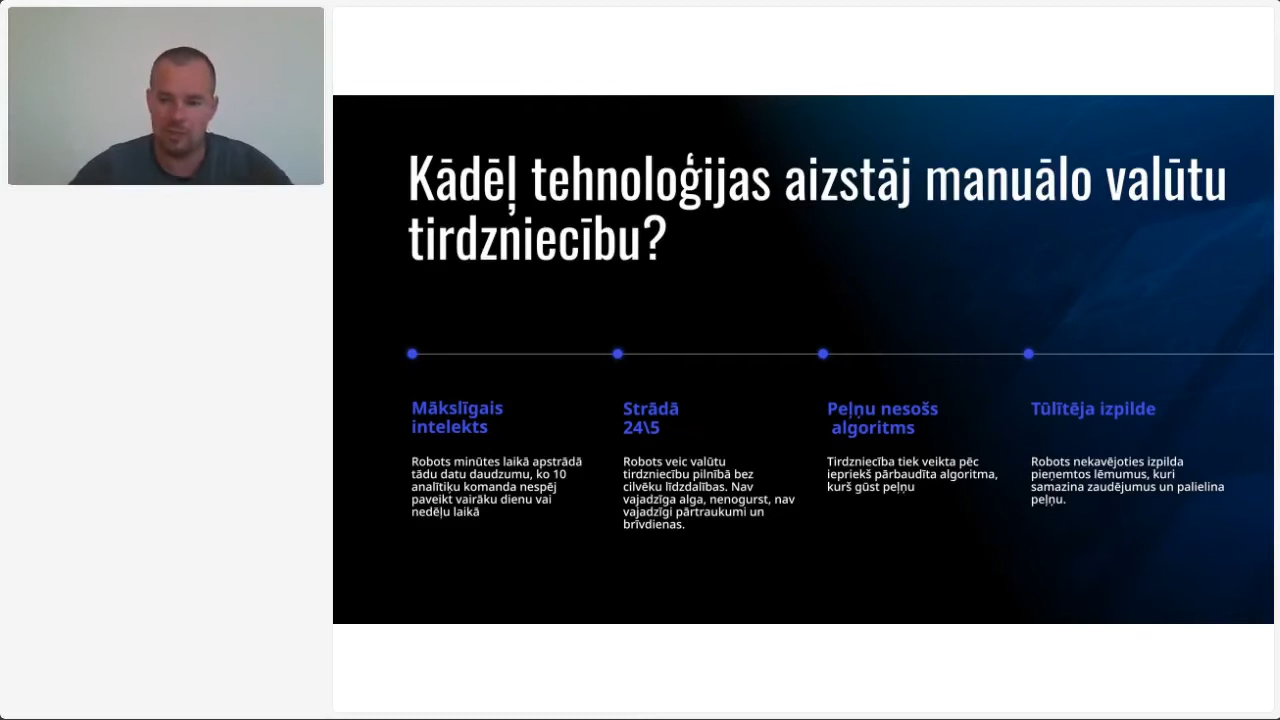 Kādēļ tehnoloģijas aizstāj manuālo valūtu
tirdzniecību?
Mākslīgais
intelekts
Robots minūtes laikā apstrādā
tādu datu daudzumu, ko 10
analītiķu komanda nespēj
paveikt vairāku dienu vai
nedēļu laikā
Strādā
24\5
Robots veic valūtu
tirdzniecību pilnībā bez
cilvēku līdzdalības. Nav
vajadzīga alga, nenogurst, nav
vajadzīgi pārtraukumi un
brīvdienas.
Peļņu nesošs
algoritms
Tirdzniecība tiek veikta pēc
iepriekš pārbaudīta algoritma,
kurš gūst peļņu
Tūlītēja izpilde
Robots nekavējoties izpilda
pieņemtos lēmumus, kuri
samazina zaudējumus un palielina
peļņu.